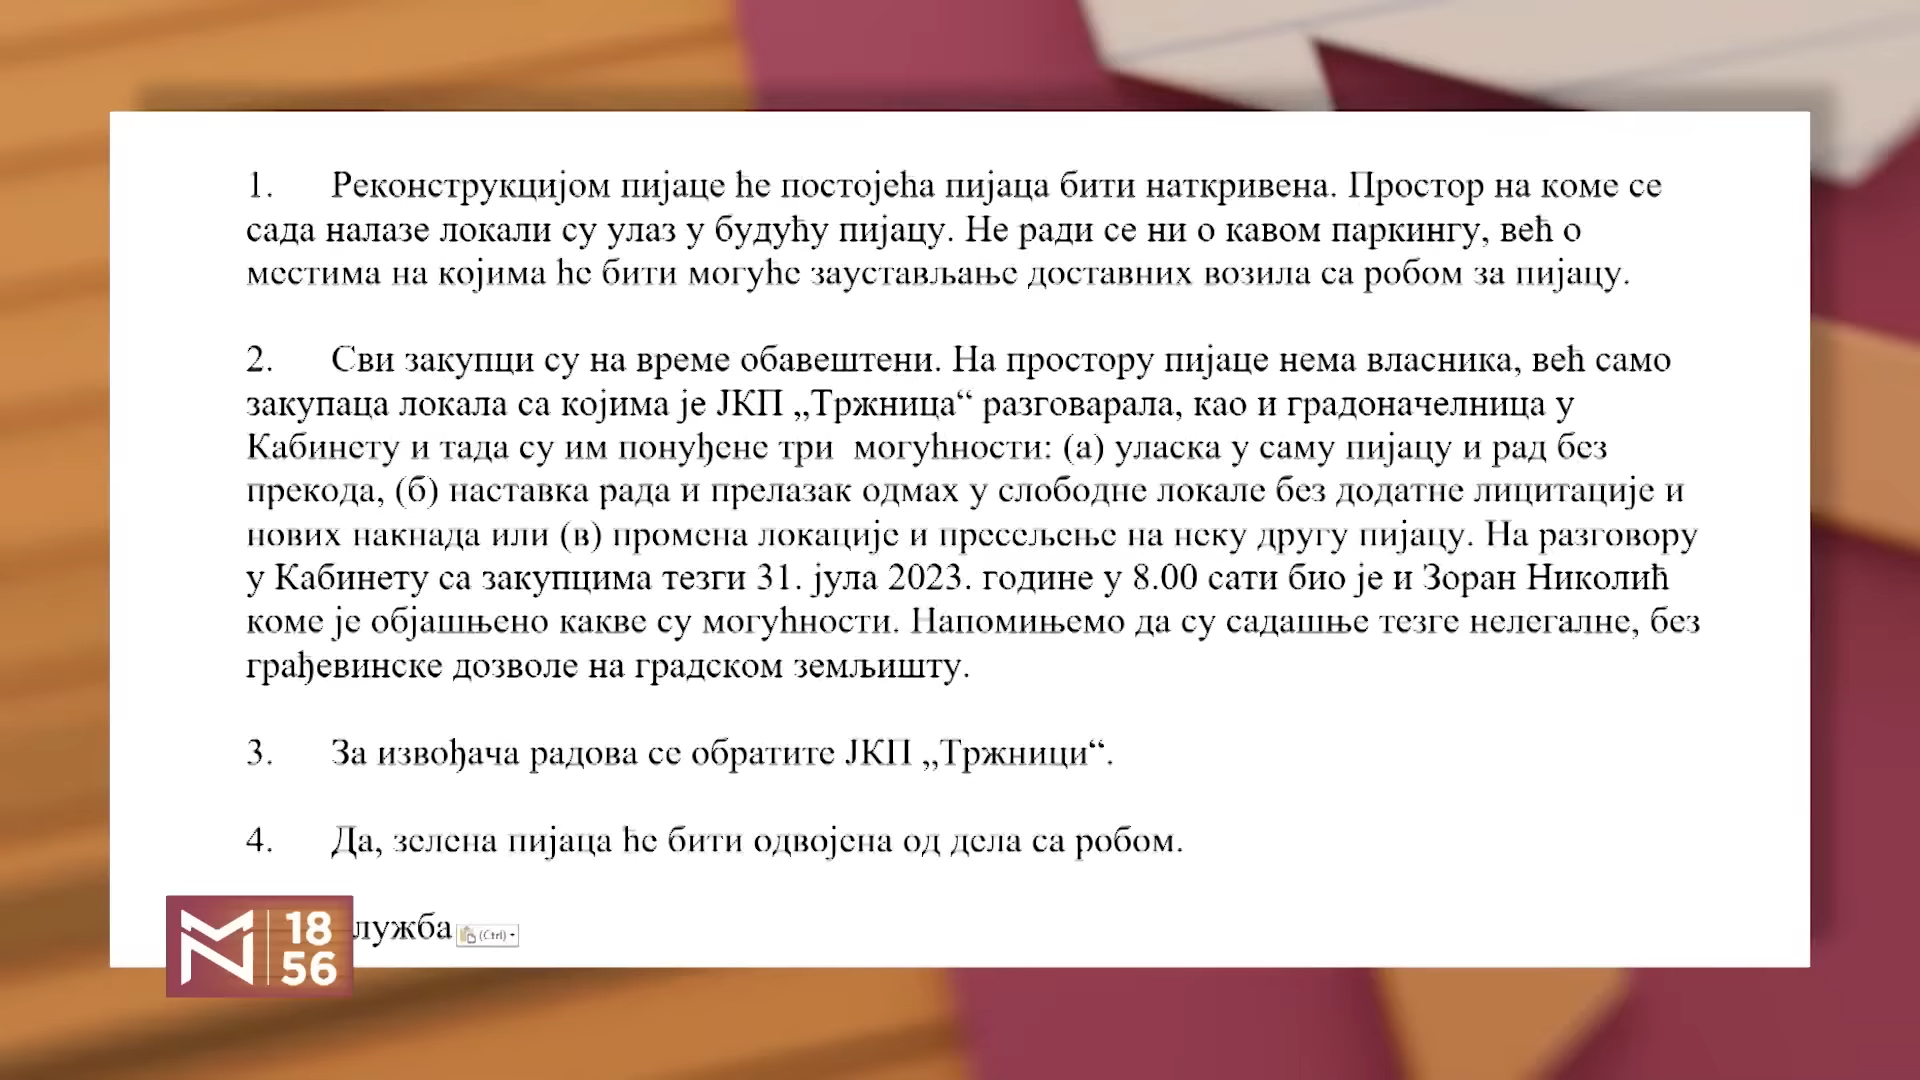 1. Реконструкцијом пијаце ће постојећа пијаца бити наткривена. Простор на коме се
сада налазе локали су улаз у будућу пијацу. Не ради се ни о кавом паркингу, већ о
местима на којима ће бити могуће заустављање доставних возила са робом за пијацу.
2. Сви закупци су на време обавештени. На простору пијаце нема власника, већ само
закупаца локала са којима је ЈКП „Тржница“ разговарала, као и градоначелница у
Кабинету и тада су им понуђене три могућности: (а) уласка у саму пијацу и рад без
прекода, (б) наставка рада и прелазак одмах у слободне локале без додатне лицитације и
нових накнада или (в) промена локације и пресељење на неку другу пијацу. На разговору
у Кабинету са закупцима тезги 31. јула 2023. године у 8.00 сати био је и Зоран Николић
коме је објашњено какве су могућности. Напомињемо да су садашње тезге нелегалне, без
грађевинске дозволе на градском земљишту.
3. За извођача радова се обратите ЈКП „Тржници“.
4. Да, зелена пијаца ће бити одвојена од дела са робом.
лужба (Ctrl)
18
56